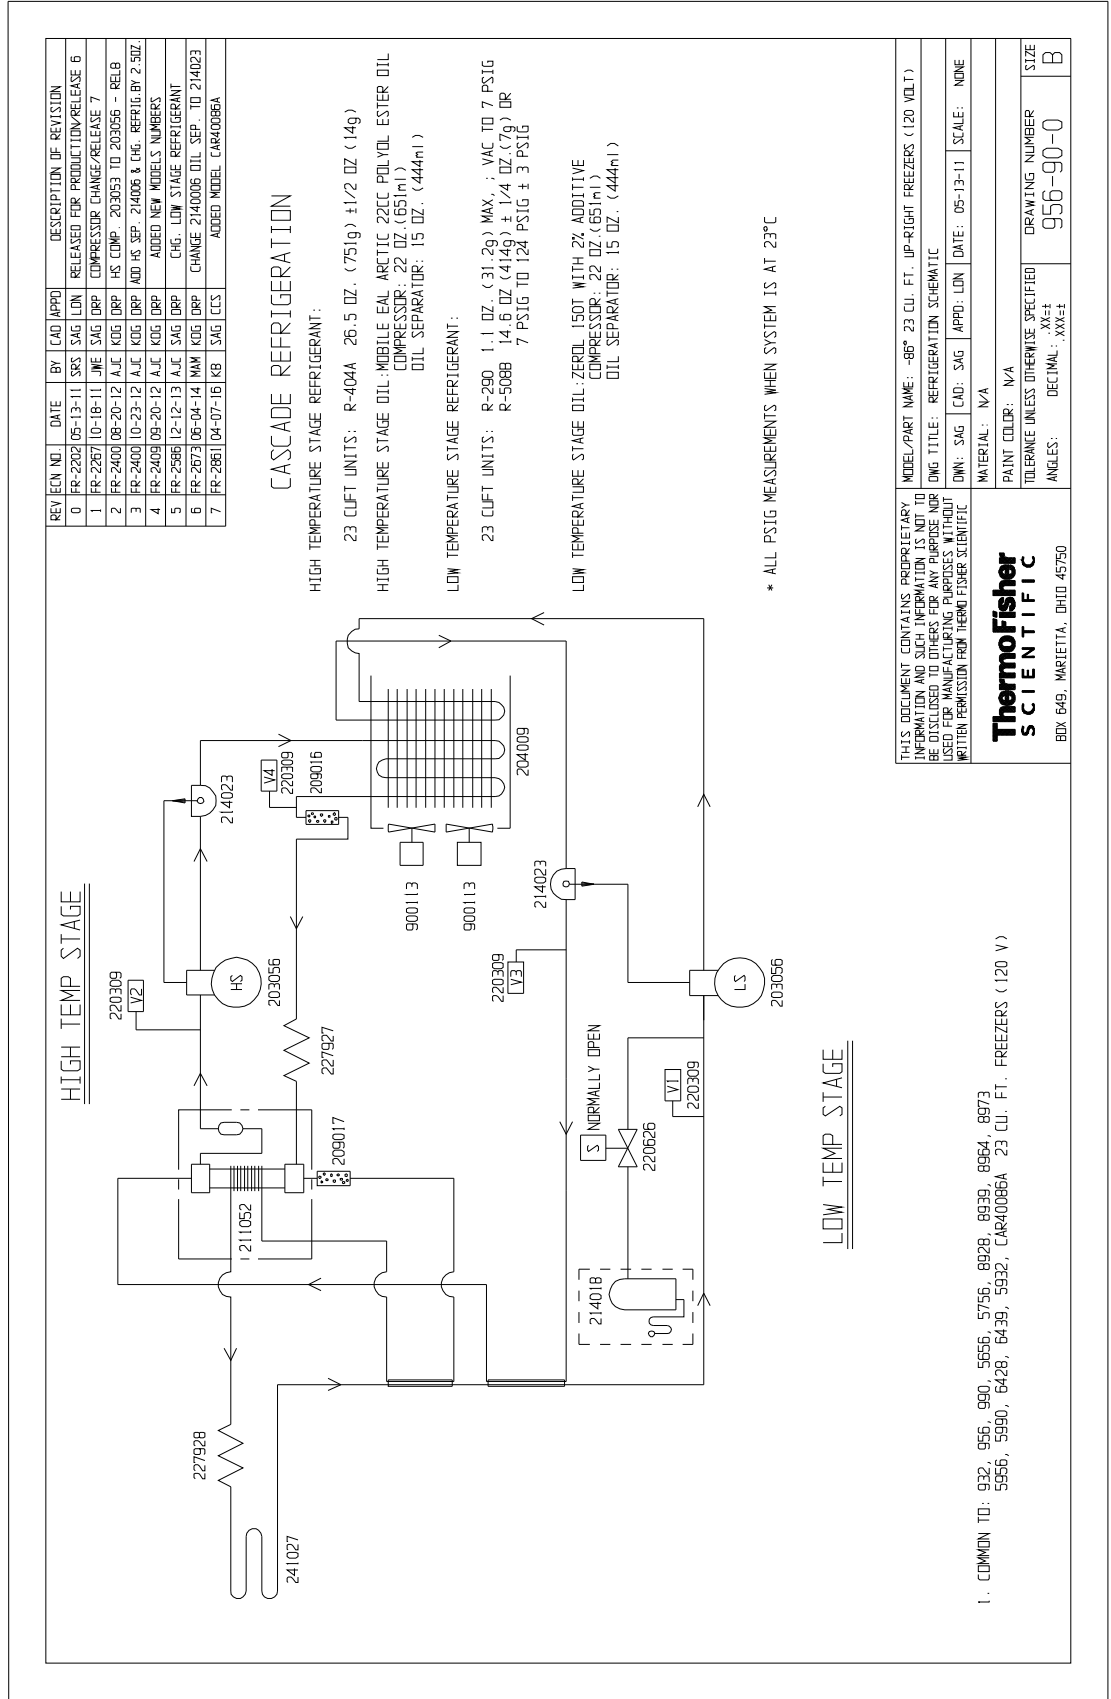 REV ECN NO. DATE BY CAD APPD DESCRIPTION OF REVISION
0 FR-2202 05-13-11 SRS SAG LDN RELEASED FOR PRODUCTION/RELEASE 6
1 FR-2267 10-18-11 JWE SAG DRP COMPRESSOR CHANGE/RELEASE 7
2 FR-2400 08-20-12 AJC KDG DRP HS COMP. 203053 TO 203056 - REL8
3 FR-2400 10-23-12 AJC KDG DRP ADD HS SEP. 214006 & CHG. REFRIG.BY 2.5OZ.
4 FR-2409 09-20-12 AJC KDG DRP ADDED NEW MODELS NUMBERS
5 FR-2586 12-12-13 AJC SAG DRP CHG. LOW STAGE REFRIGERANT
6 FR-2673 06-04-14 MAM KDG DRP CHANGE 2140006 OIL SEP. TO 214023
7 FR-2861 04-07-16 KB SAG CCS ADDED MODEL CAR40086A
CASCADE REFRIGERATION
HIGH TEMPERATURE STAGE REFRIGERANT:
23 CUFT UNITS: R-404A 26.5 OZ. (751g) ±1/2 OZ (14g)
HIGH TEMPERATURE STAGE OIL:MOBILE EAL ARCTIC 22CC POLYOL ESTER OIL
COMPRESSOR: 22 OZ.(651ml)
OIL SEPARATOR: 15 OZ. (444ml)
LOW TEMPERATURE STAGE REFRIGERANT:
23 CUFT UNITS: R-290 1.1 OZ. (31.2g) MAX, ; VAC TO 7 PSIG
R-508B 14.6 OZ (414g) ± 1/4 OZ.(7g) OR
7 PSIG TO 124 PSIG ± 3 PSIG
LOW TEMPERATURE STAGE OIL:ZEROL 150T WITH 2% ADDITIVE
COMPRESSOR: 22 OZ.(651ml)
OIL SEPARATOR: 15 OZ. (444ml)
* ALL PSIG MEASUREMENTS WHEN SYSTEM IS AT 23°C
HIGH TEMP STAGE
220309
V2
HS
203056
214023
V4
220309
209016
204009
900113
900113
227927
211052
209017
227928
241027
214023
220309
V3
LS
203056
S NORMALLY OPEN
220626
V1
220309
21401B
LOW TEMP STAGE
1. COMMON TO: 932, 956, 990, 5656, 5756, 8928, 8939, 8964, 8973
5956, 5990, 6428, 6439, 5932, CAR40086A 23 CU. FT. FREEZERS (120 V)
THIS DOCUMENT CONTAINS PROPRIETARY
INFORMATION AND SUCH INFORMATION IS NOT TO
BE DISCLOSED TO OTHERS FOR ANY PURPOSE NOR
USED FOR MANUFACTURING PURPOSES WITHOUT
WRITTEN PERMISSION FROM THERMO FISHER SCIENTIFIC
ThermoFisher
SCIENTIFIC
BOX 649, MARIETTA, OHIO 45750
MODEL/PART NAME: -86° 23 CU. FT. UP-RIGHT FREEZERS (120 VOLT)
DWG TITLE: REFRIGERATION SCHEMATIC
DWN: SAG CAD: SAG APPD: LDN DATE: 05-13-11 SCALE: NONE
MATERIAL: N/A
PAINT COLOR: N/A
TOLERANCE UNLESS OTHERWISE SPECIFIED
ANGLES: DECIMAL: .XX=±
.XXX=±
DRAWING NUMBER
956-90-0
SIZE
B